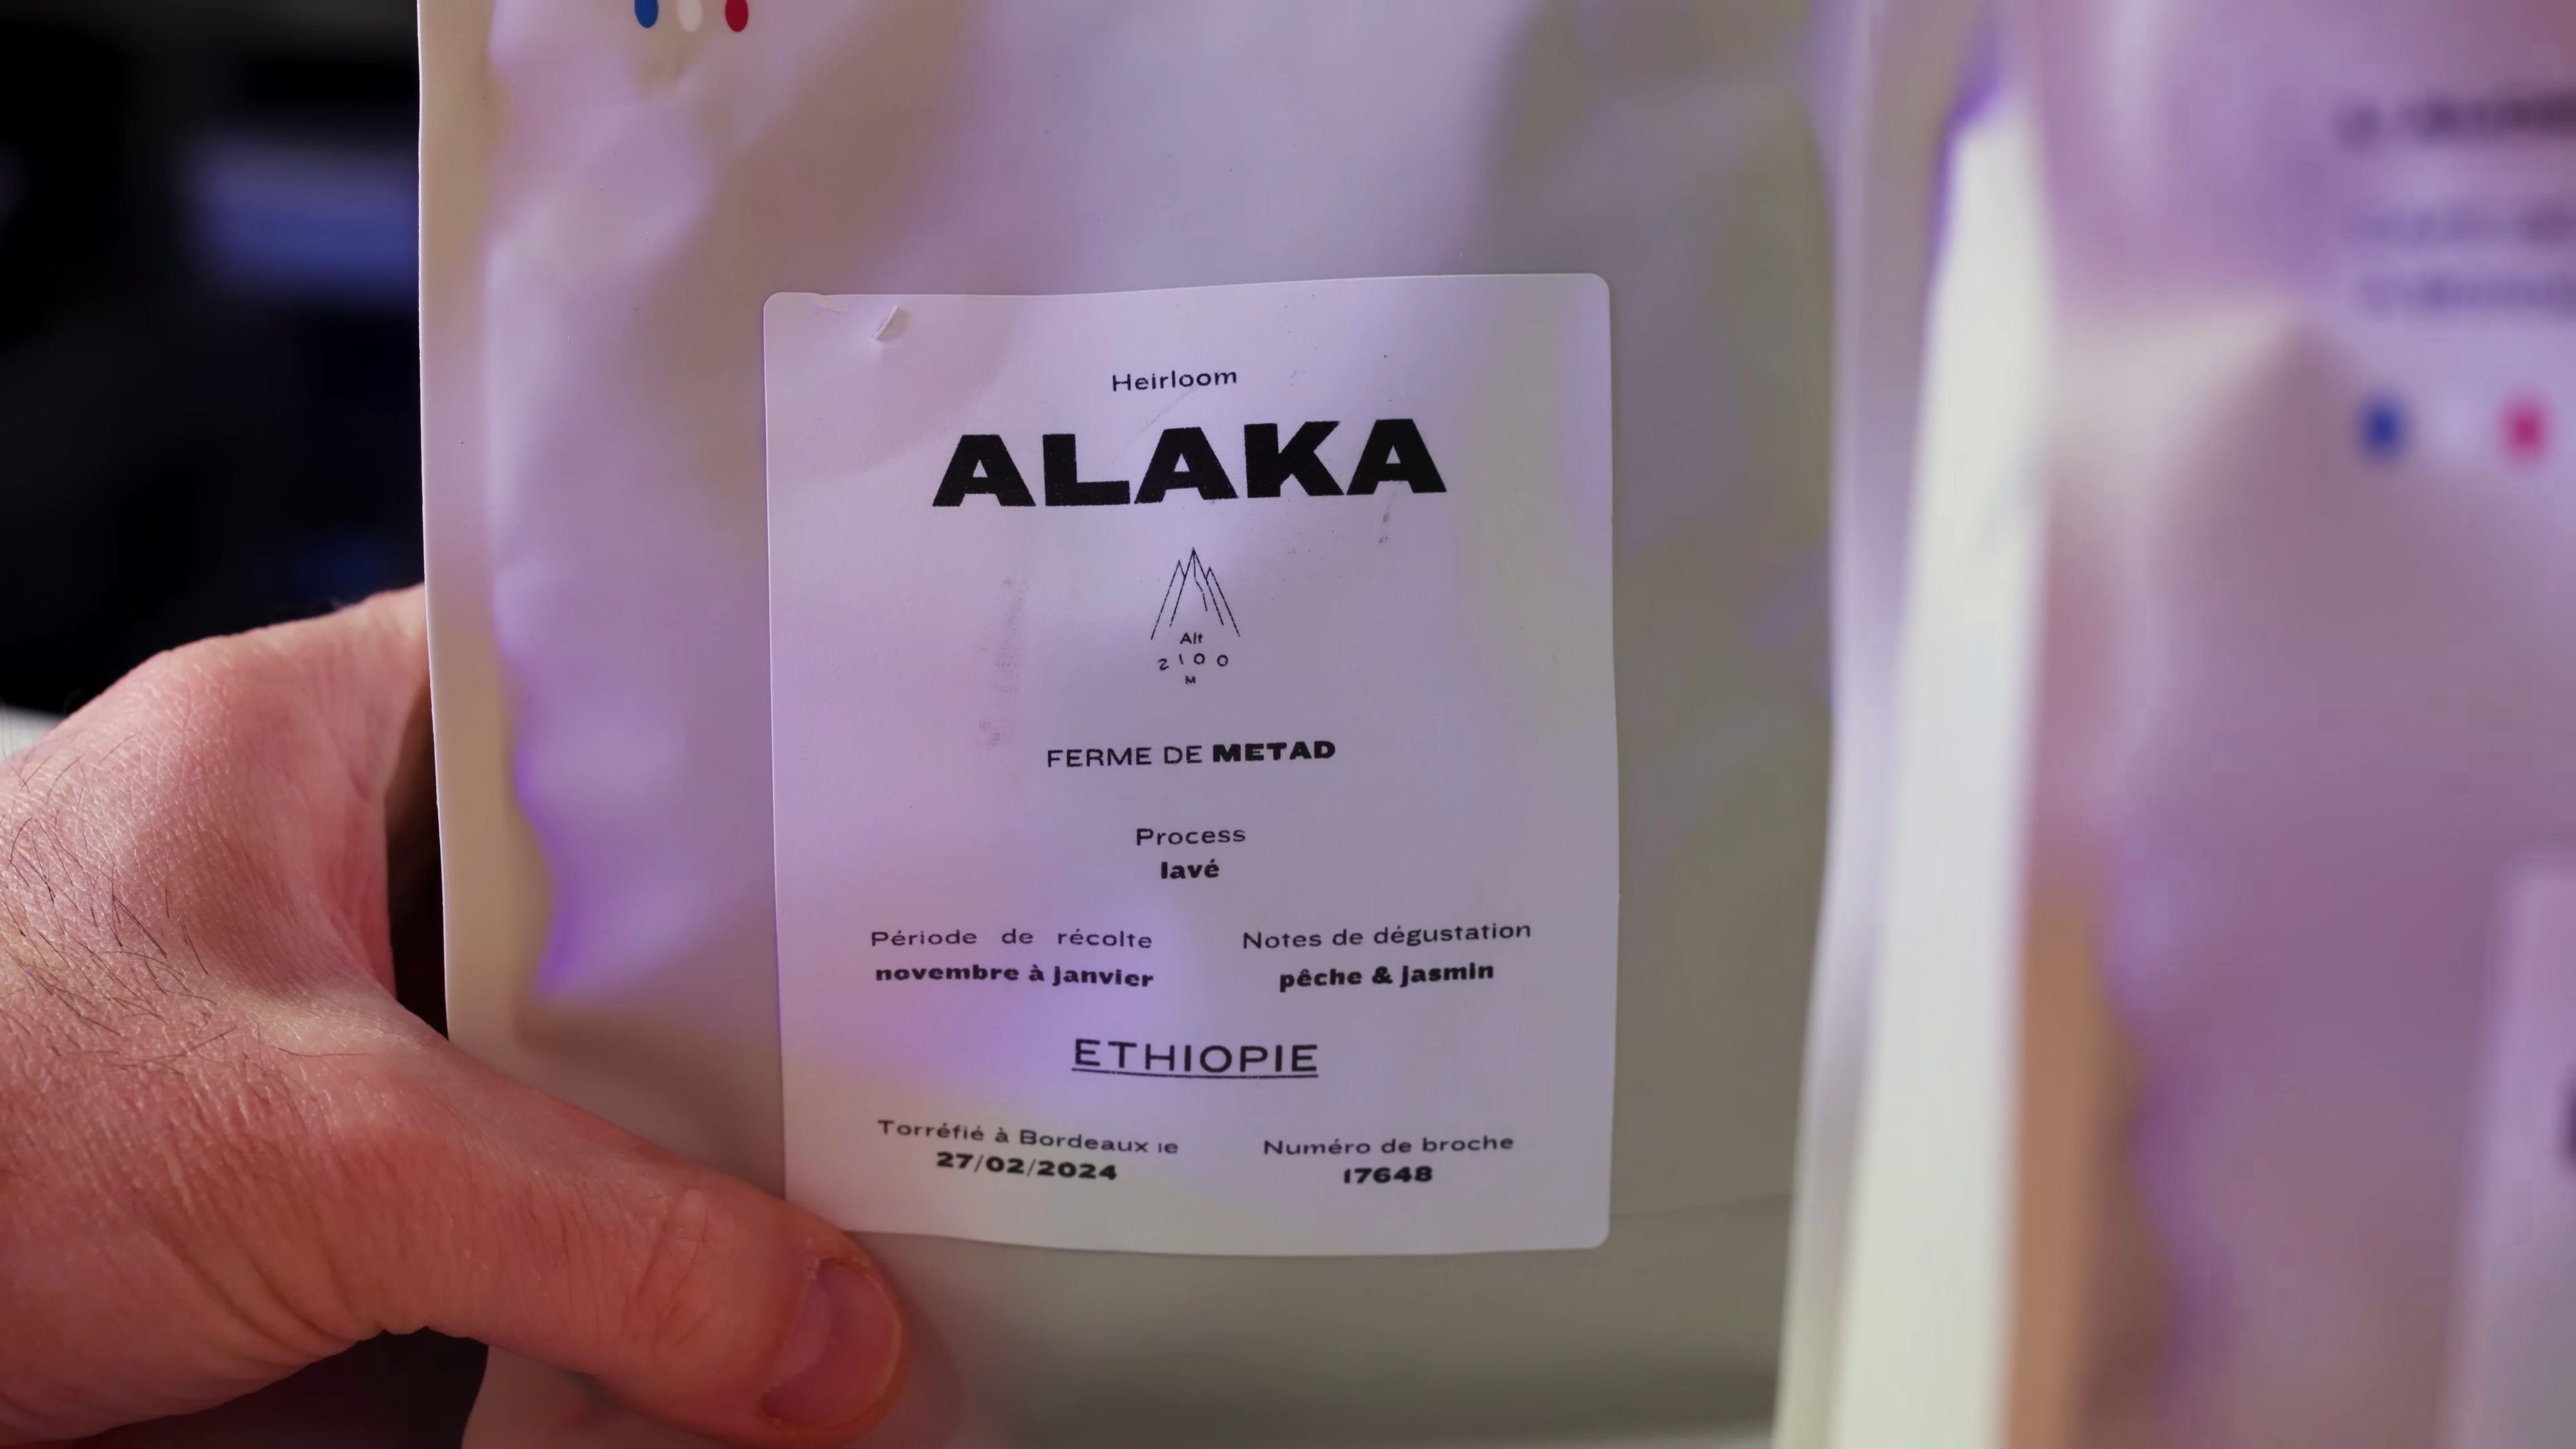 Heirloom
ALAKA
Alt
2100
M
FERME DE METAD
Process
lavé
Période de récolte
novembre à janvier
Notes de dégustation
pêche & jasmin
ETHIOPIE
Torréfié à Bordeaux le
27/02/2024
Numéro de broche
17648